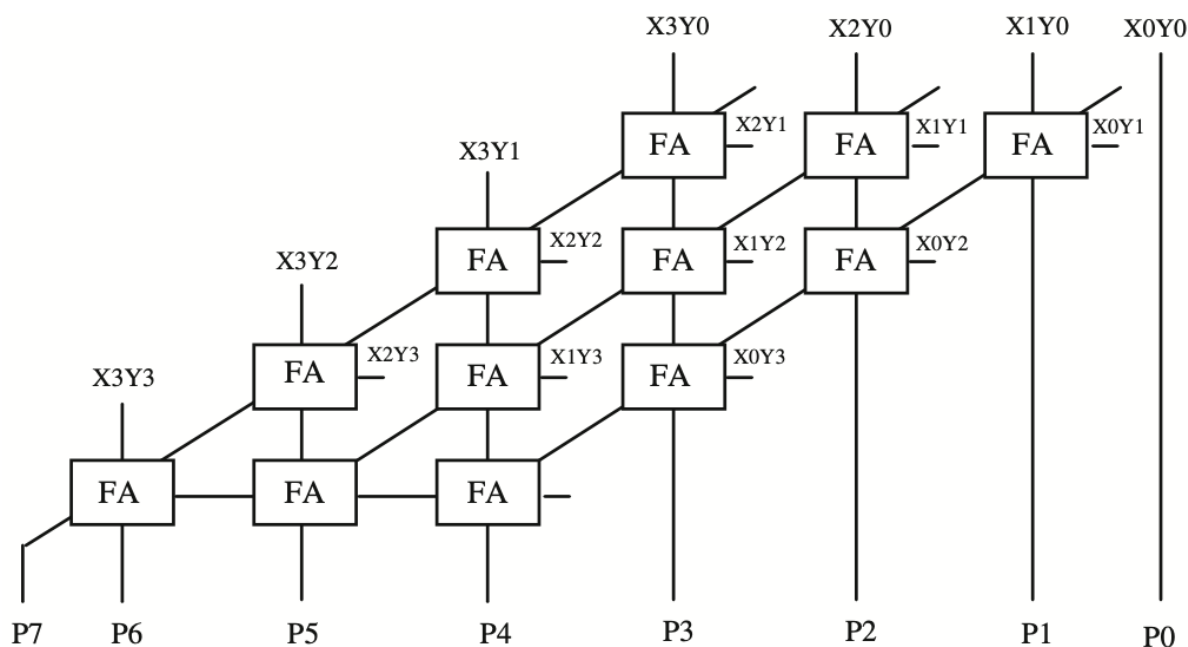 X3Y0 X2Y0 X1Y0 X0Y0
FA X2Y1 FA X1Y1 FA X0Y1
X3Y1
FA X2Y2 FA X1Y2 FA X0Y2
X3Y2
FA X2Y3 FA X1Y3 FA X0Y3
X3Y3
FA FA FA
P7 P6 P5 P4 P3 P2 P1 P0